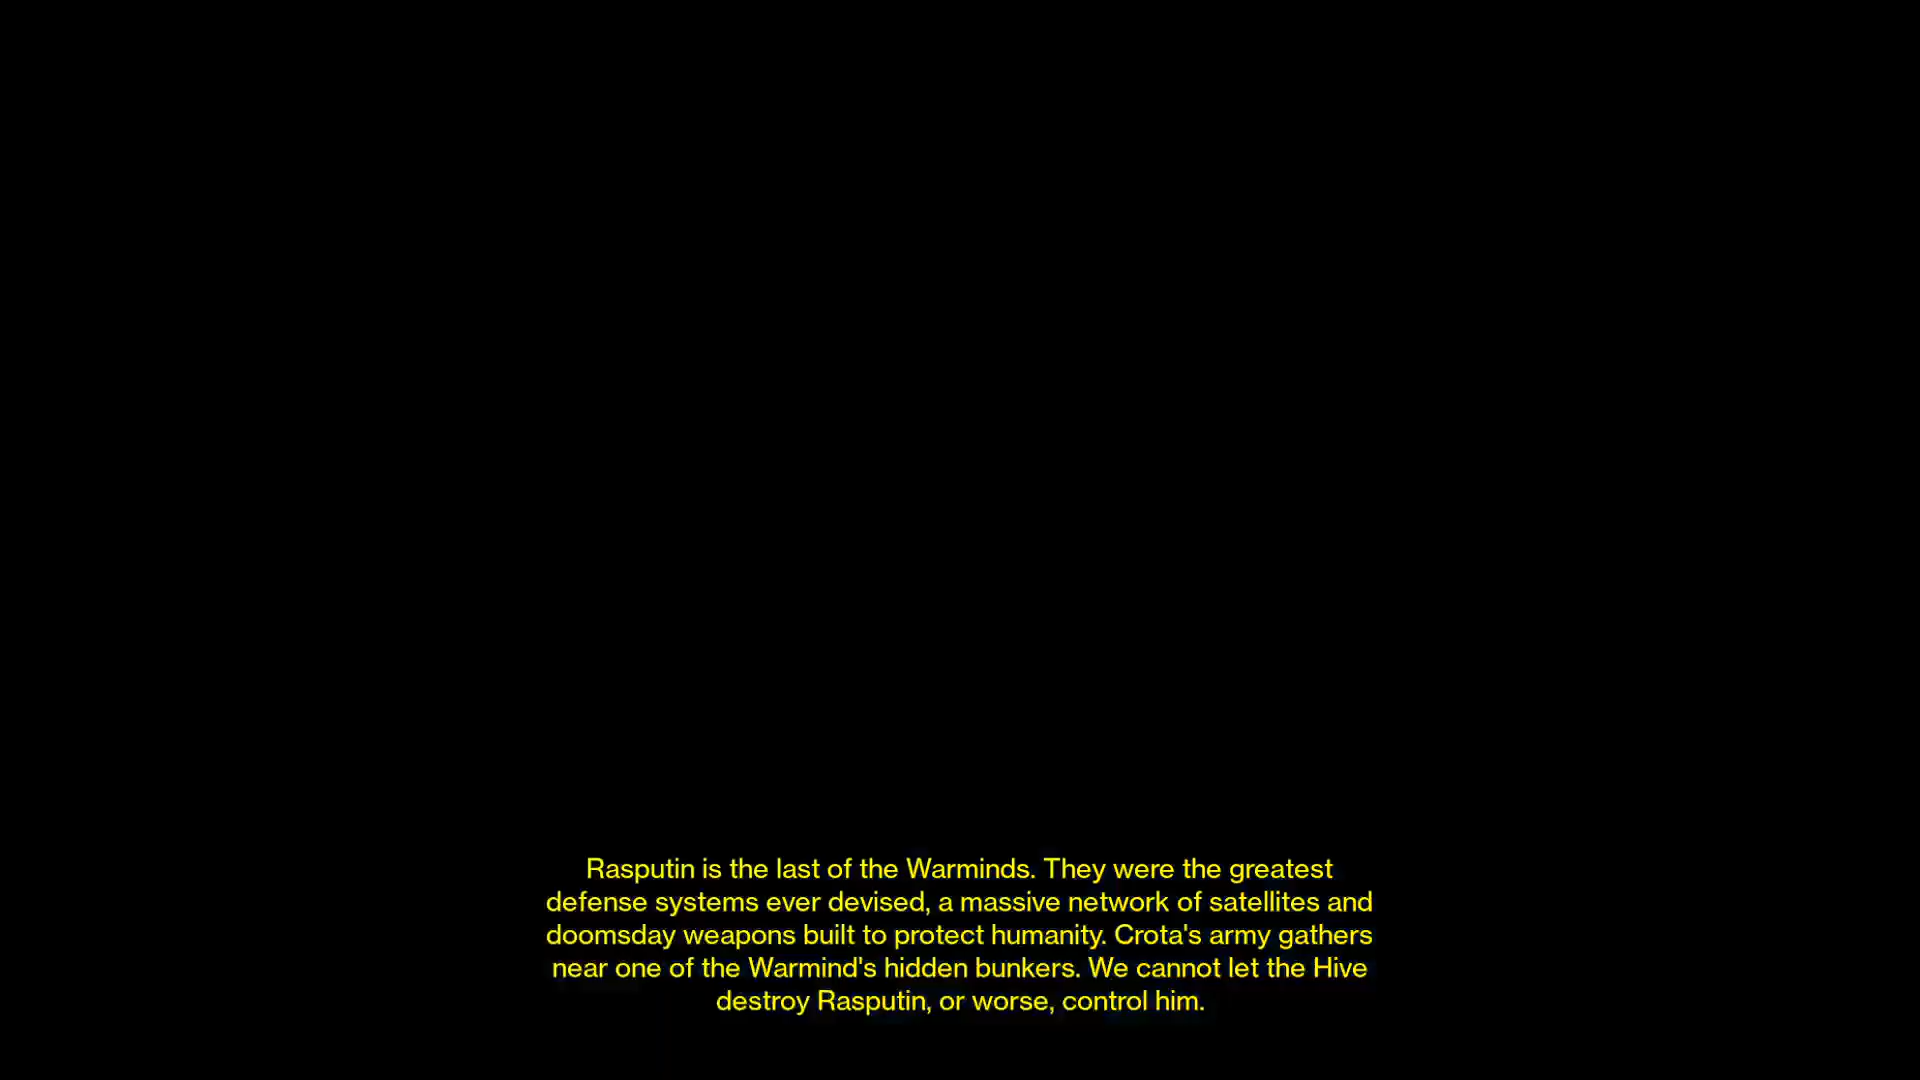 Rasputin is the last of the Warminds. They were the greatest
defense systems ever devised, a massive network of satellites and
doomsday weapons built to protect humanity. Crota's army gathers
near one of the Warmind's hidden bunkers. We cannot let the Hive
destroy Rasputin, or worse, control him.